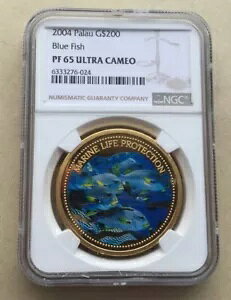 2004 Palau G$200
Blue Fish
PF 65 ULTRA CAMEO
6333276-024
NUMISMATIC GUARANTY COMPANY
NGC
MARINE LIFE PROTECTION